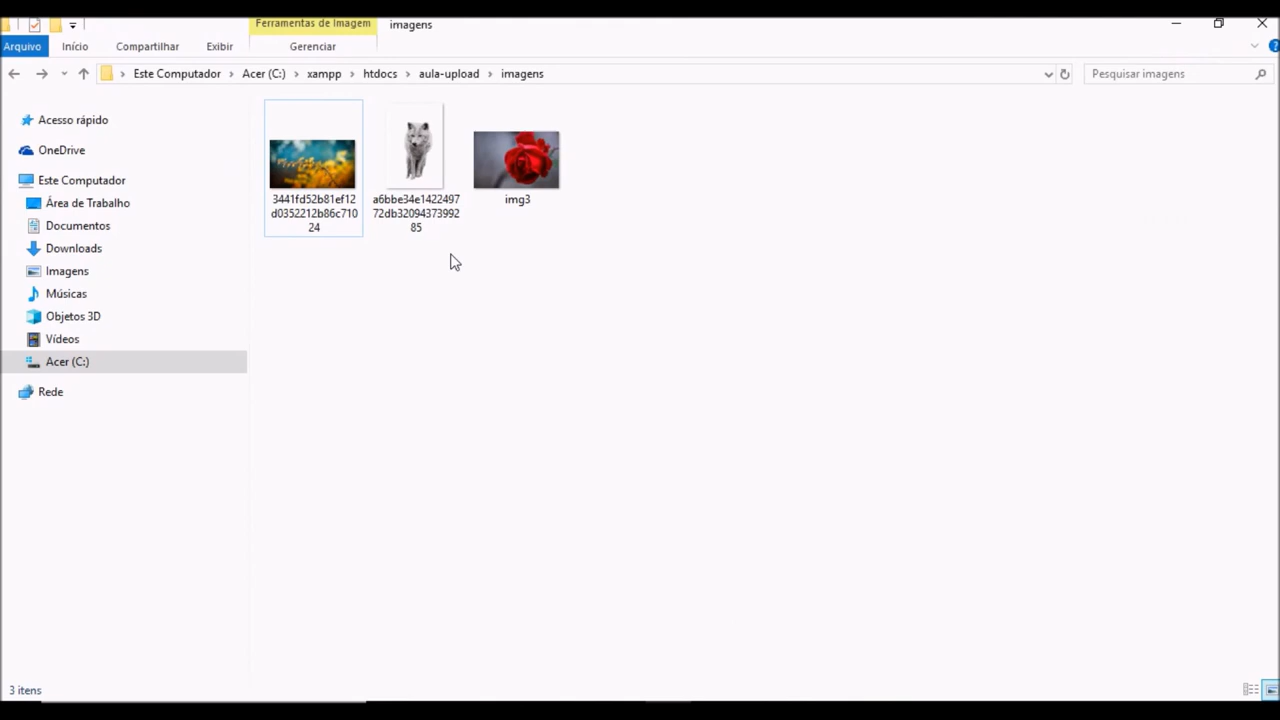 Ferramentas de Imagem imagens
Arquivo Início Compartilhar Exibir Gerenciar
Este Computador Acer (C:) xampp htdocs aula-upload imagens Pesquisar imagens
Acesso rápido
OneDrive
Este Computador
Área de Trabalho
Documentos
Downloads
Imagens
Músicas
Objetos 3D
Vídeos
Acer (C:)
Rede
3441fd52b81ef12
d0352212b86c710
24
a6bbe34e1422497
72db32094373992
85
img3
3 itens